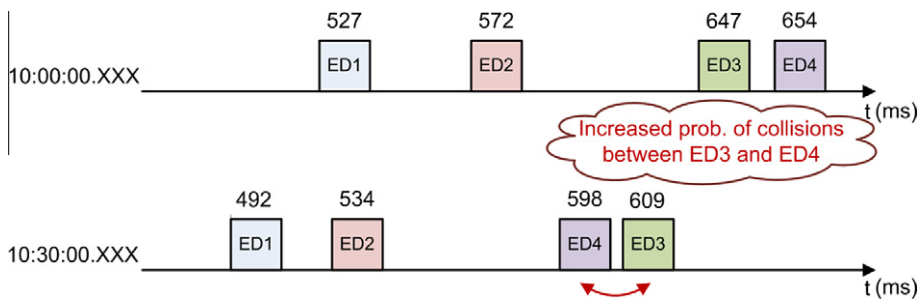 527 572 647 654
ED1 ED2 ED3 ED4
10:00:00.XXX
t (ms)
Increased prob. of collisions
between ED3 and ED4
492 534 598 609
ED1 ED2 ED4 ED3
10:30:00.XXX
t (ms)